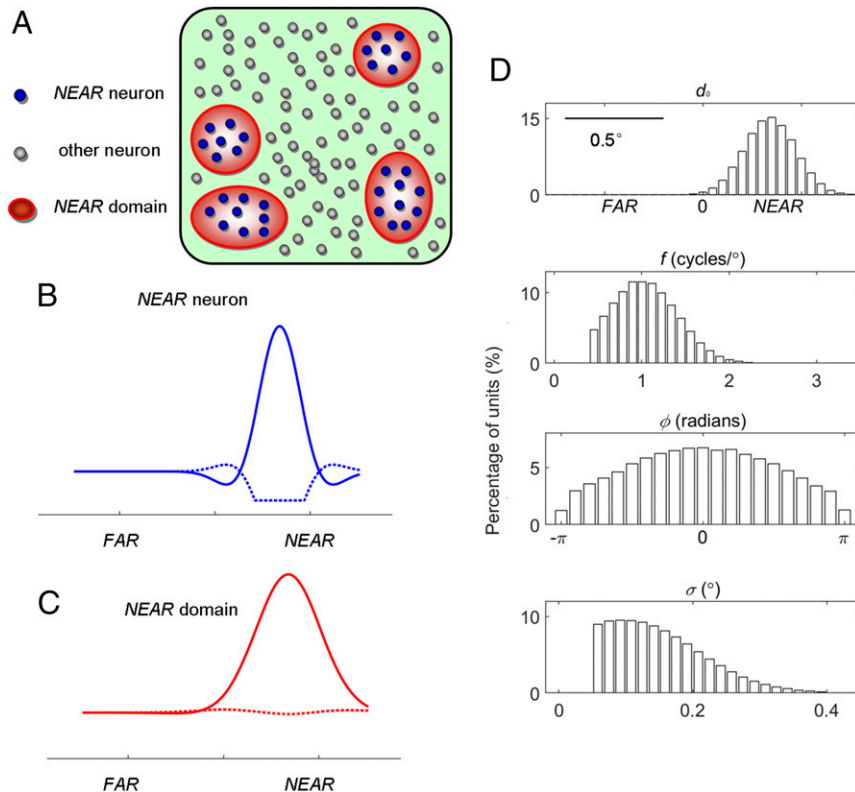 A
NEAR neuron
other neuron
NEAR domain
B
NEAR neuron
FAR NEAR
C
NEAR domain
FAR NEAR
D
Percentage of units (%)
d₀
15
0.5°
0
FAR 0 NEAR
f (cycles/°)
10
0
0 1 2 3
ϕ (radians)
5
0
-π 0 π
σ (°)
10
0
0 0.2 0.4